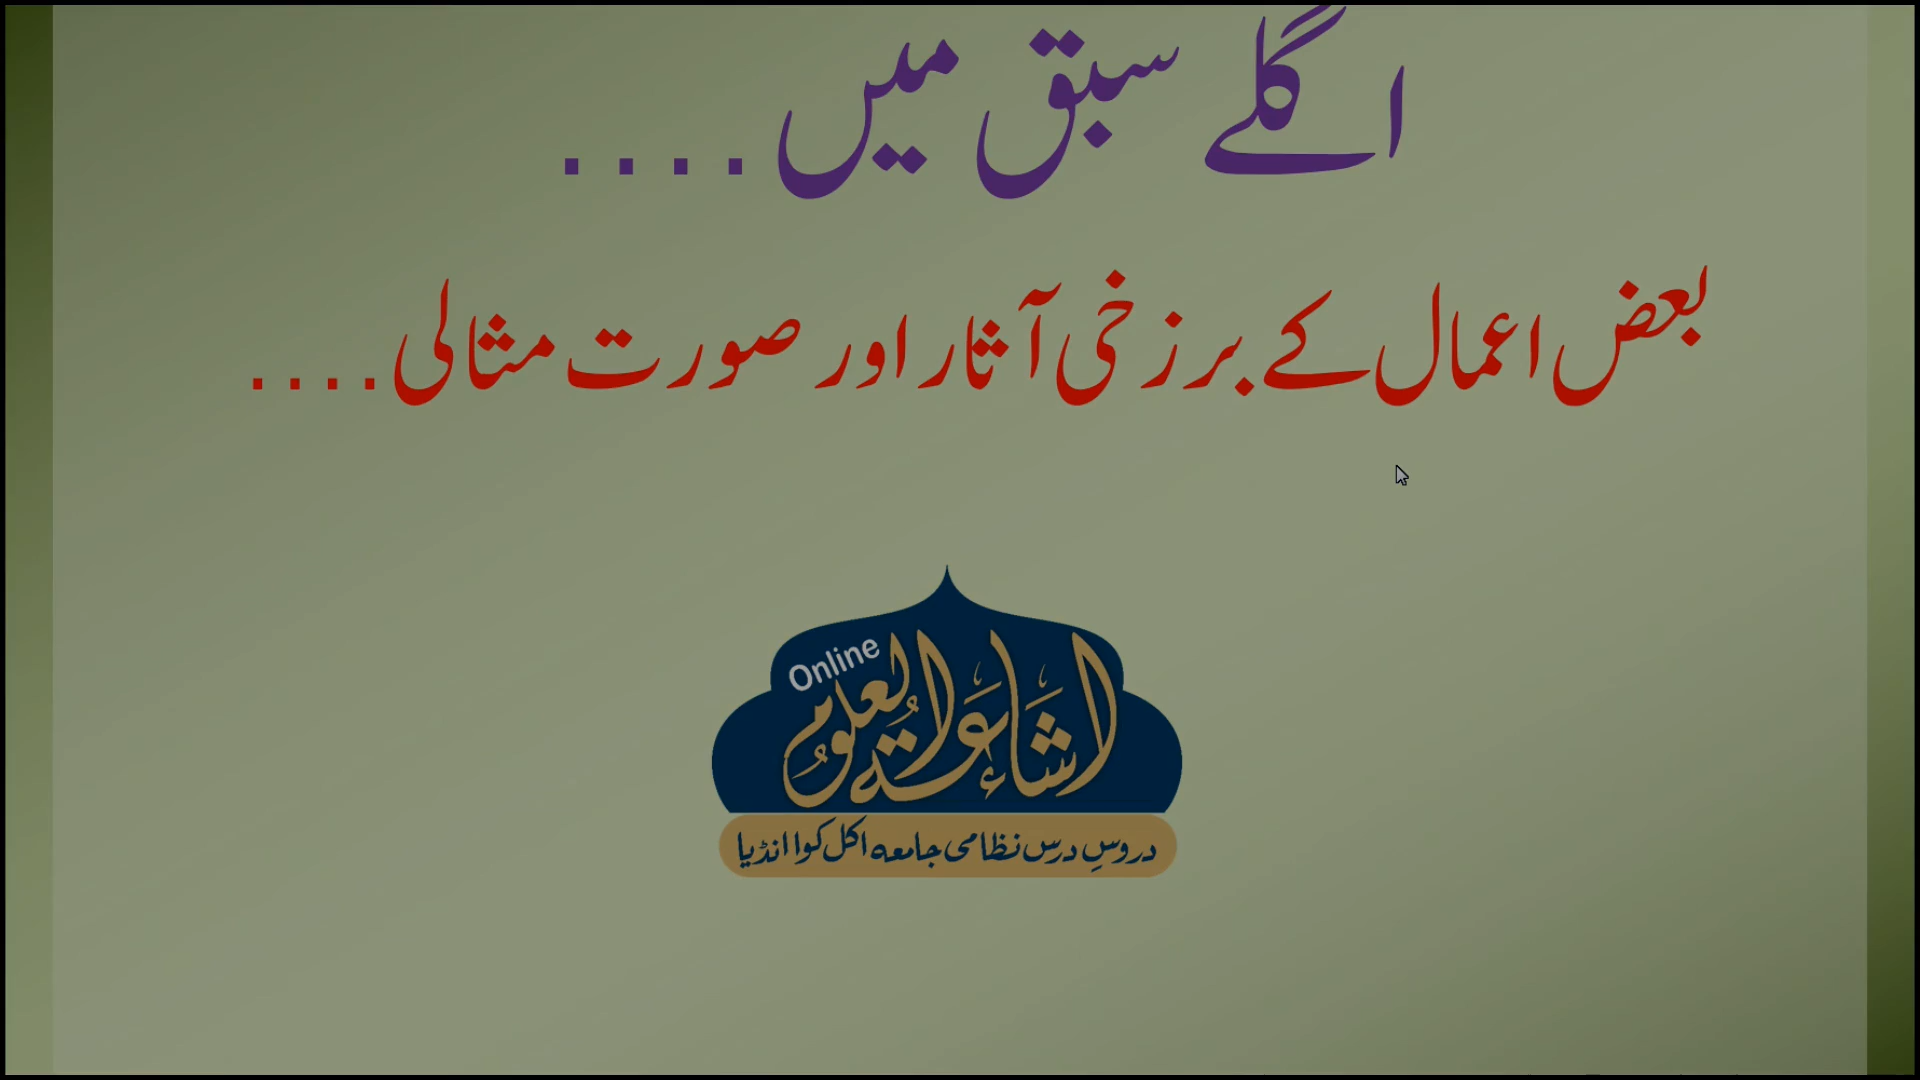 اگلے سبق میں....
بعض اعمال کے برزخی آثار اور صورت مثالی....
Online
اشاعة العلوم
دروسِ درس نظامی جامعہ اکل کوا انڈیا